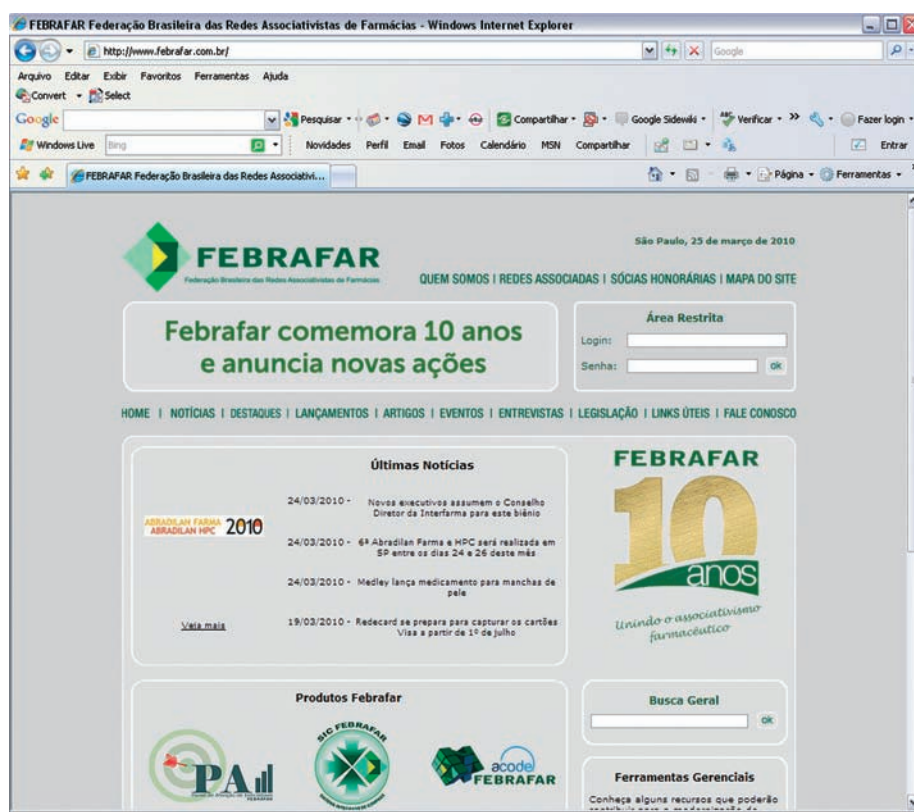 FEBRAFAR Federação Brasileira das Redes Associativistas de Farmácias - Windows Internet Explorer
http://www.febrafar.com.br/
Google
Arquivo Editar Exibir Favoritos Ferramentas Ajuda
Convert Select
Google Pesquisar Compartilhar Google Sidewiki Verificar Fazer login
Windows Live Bing Novidades Perfil Email Fotos Calendário MSN Compartilhar Entrar
FEBRAFAR Federação Brasileira das Redes Associativi... Página Ferramentas
São Paulo, 25 de março de 2010
FEBRAFAR
Federação Brasileira das Redes Associativistas de Farmácias
QUEM SOMOS | REDES ASSOCIADAS | SÓCIAS HONORÁRIAS | MAPA DO SITE
Febrafar comemora 10 anos
e anuncia novas ações
Área Restrita
Login:
Senha: ok
HOME | NOTÍCIAS | DESTAQUES | LANÇAMENTOS | ARTIGOS | EVENTOS | ENTREVISTAS | LEGISLAÇÃO | LINKS ÚTEIS | FALE CONOSCO
Últimas Notícias
ABRADILAN FARMA
ABRADILAN HPC 2010
24/03/2010 - Novos executivos assumem o Conselho
Diretor da Interfarma para este biênio
24/03/2010 - 6ª Abradilan Farma e HPC será realizada em
SP entre os dias 24 e 26 deste mês
24/03/2010 - Medley lança medicamento para manchas de
pele
19/03/2010 - Redecard se prepara para capturar os cartões
Visa a partir de 1º de julho
Veja mais
FEBRAFAR
10
anos
Unindo o associativismo
farmacêutico
Produtos Febrafar
PAI
SIC FEBRAFAR
acode
FEBRAFAR
Busca Geral
ok
Ferramentas Gerenciais
Conheça alguns recursos que poderão
contribuir para a modernização de